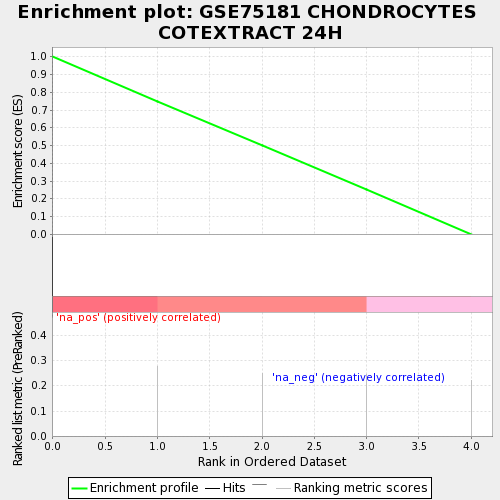 Enrichment plot: GSE75181 CHONDROCYTES
COTEXTRACT 24H
Enrichment score (ES)
1.0
0.9
0.8
0.7
0.6
0.5
0.4
0.3
0.2
0.1
0.0
'na_pos' (positively correlated)
'na_neg' (negatively correlated)
Ranked list metric (PreRanked)
0.4
0.3
0.2
0.1
0.0
0.0 0.5 1.0 1.5 2.0 2.5 3.0 3.5 4.0
Rank in Ordered Dataset
Enrichment profile Hits Ranking metric scores